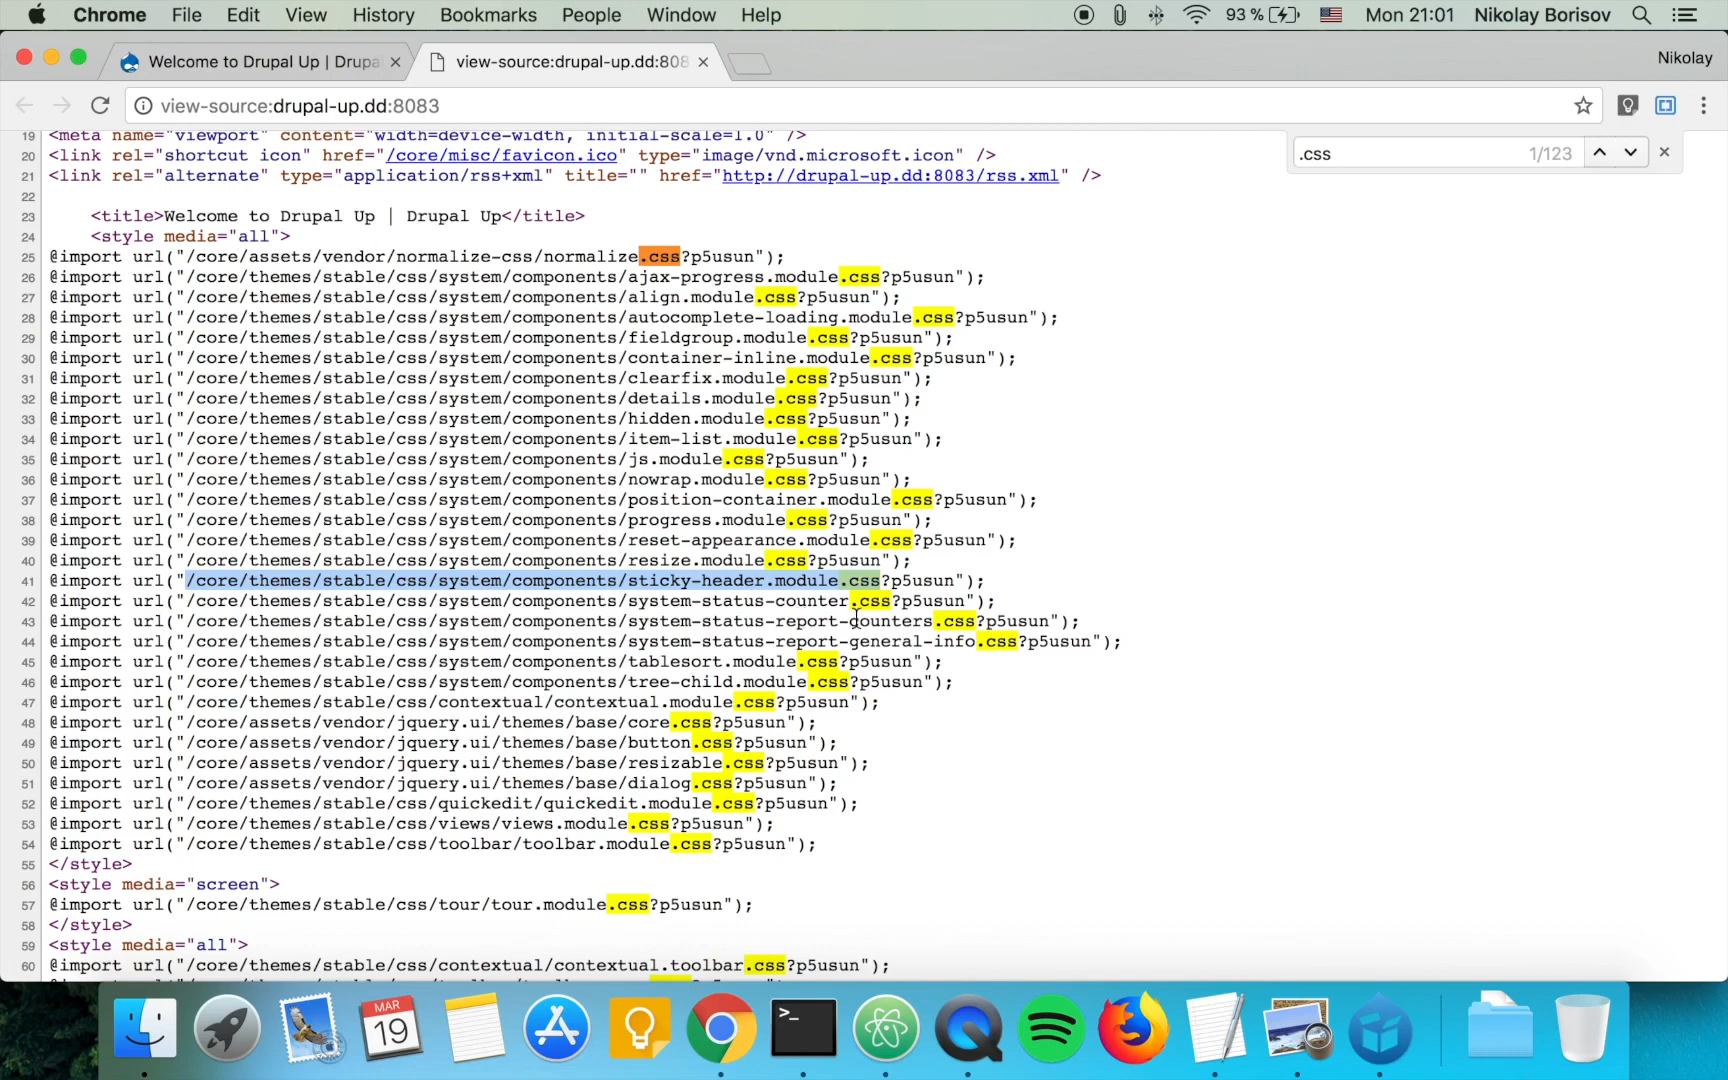 Chrome File Edit View History Bookmarks People Window Help 93 % Mon 21:01 Nikolay Borisov
Welcome to Drupal Up | Drupa
view-source:drupal-up.dd:808
Nikolay
view-source:drupal-up.dd:8083
.css 1/123
19 <meta name="viewport" content="width=device-width, initial-scale=1.0" />
20 <link rel="shortcut icon" href="/core/misc/favicon.ico" type="image/vnd.microsoft.icon" />
21 <link rel="alternate" type="application/rss+xml" title="" href="http://drupal-up.dd:8083/rss.xml" />
22
23 <title>Welcome to Drupal Up | Drupal Up</title>
24 <style media="all">
25 @import url("/core/assets/vendor/normalize-css/normalize.css?p5usun");
26 @import url("/core/themes/stable/css/system/components/ajax-progress.module.css?p5usun");
27 @import url("/core/themes/stable/css/system/components/align.module.css?p5usun");
28 @import url("/core/themes/stable/css/system/components/autocomplete-loading.module.css?p5usun");
29 @import url("/core/themes/stable/css/system/components/fieldgroup.module.css?p5usun");
30 @import url("/core/themes/stable/css/system/components/container-inline.module.css?p5usun");
31 @import url("/core/themes/stable/css/system/components/clearfix.module.css?p5usun");
32 @import url("/core/themes/stable/css/system/components/details.module.css?p5usun");
33 @import url("/core/themes/stable/css/system/components/hidden.module.css?p5usun");
34 @import url("/core/themes/stable/css/system/components/item-list.module.css?p5usun");
35 @import url("/core/themes/stable/css/system/components/js.module.css?p5usun");
36 @import url("/core/themes/stable/css/system/components/nowrap.module.css?p5usun");
37 @import url("/core/themes/stable/css/system/components/position-container.module.css?p5usun");
38 @import url("/core/themes/stable/css/system/components/progress.module.css?p5usun");
39 @import url("/core/themes/stable/css/system/components/reset-appearance.module.css?p5usun");
40 @import url("/core/themes/stable/css/system/components/resize.module.css?p5usun");
41 @import url("/core/themes/stable/css/system/components/sticky-header.module.css?p5usun");
42 @import url("/core/themes/stable/css/system/components/system-status-counter.css?p5usun");
43 @import url("/core/themes/stable/css/system/components/system-status-report-counters.css?p5usun");
44 @import url("/core/themes/stable/css/system/components/system-status-report-general-info.css?p5usun");
45 @import url("/core/themes/stable/css/system/components/tablesort.module.css?p5usun");
46 @import url("/core/themes/stable/css/system/components/tree-child.module.css?p5usun");
47 @import url("/core/themes/stable/css/contextual/contextual.module.css?p5usun");
48 @import url("/core/assets/vendor/jquery.ui/themes/base/core.css?p5usun");
49 @import url("/core/assets/vendor/jquery.ui/themes/base/button.css?p5usun");
50 @import url("/core/assets/vendor/jquery.ui/themes/base/resizable.css?p5usun");
51 @import url("/core/assets/vendor/jquery.ui/themes/base/dialog.css?p5usun");
52 @import url("/core/themes/stable/css/quickedit/quickedit.module.css?p5usun");
53 @import url("/core/themes/stable/css/views/views.module.css?p5usun");
54 @import url("/core/themes/stable/css/toolbar/toolbar.module.css?p5usun");
55 </style>
56 <style media="screen">
57 @import url("/core/themes/stable/css/tour/tour.module.css?p5usun");
58 </style>
59 <style media="all">
60 @import url("/core/themes/stable/css/contextual/contextual.toolbar.css?p5usun");
MAR
19
>_